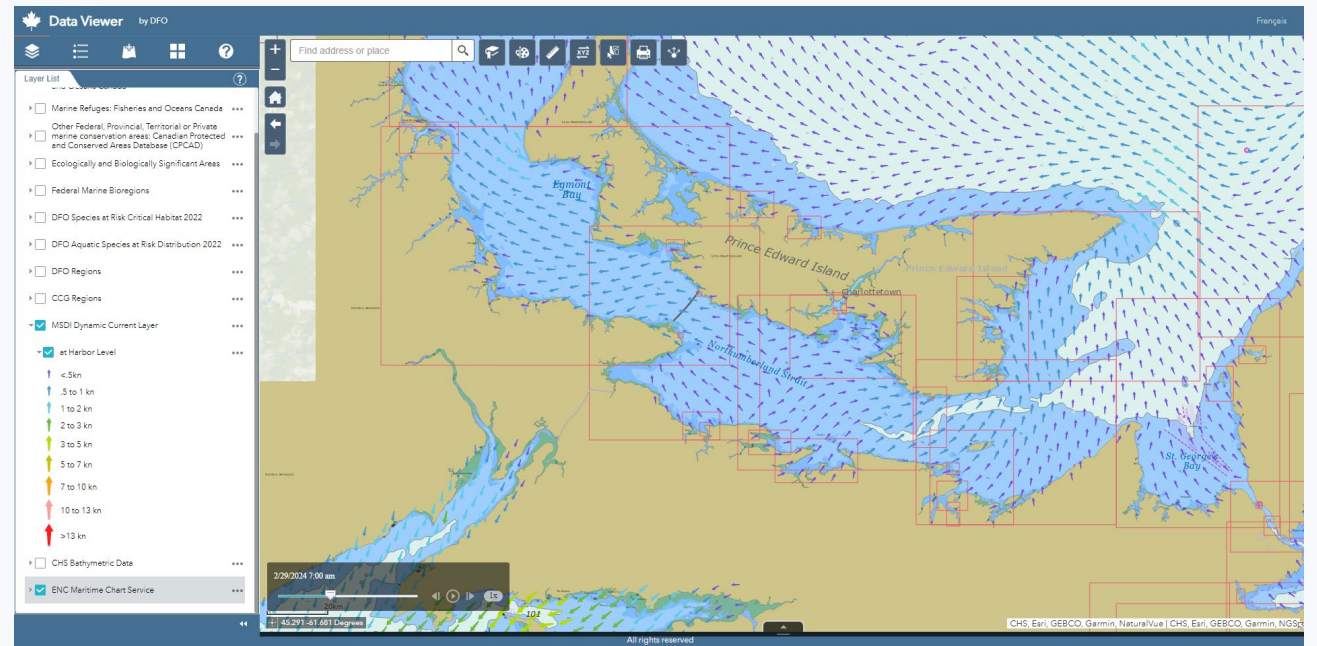 Data Viewer by DFO
Français
Find address or place
Layer List
Marine Refuges: Fisheries and Oceans Canada
Other Federal, Provincial, Territorial or Private
marine conservation areas: Canadian Protected
and Conserved Areas Database (CPCAD)
Ecologically and Biologically Significant Areas
Federal Marine Bioregions
DFO Species at Risk Critical Habitat 2022
DFO Aquatic Species at Risk Distribution 2022
DFO Regions
CCG Regions
MSDI Dynamic Current Layer
at Harbor Level
<.5kn
.5 to 1 kn
1 to 2 kn
2 to 3 kn
3 to 5 kn
5 to 7 kn
7 to 10 kn
10 to 13 kn
>13 kn
CHS Bathymetric Data
ENC Maritime Chart Service
Egmont
Bay
Prince Edward Island
Prince Edward Island
Charlottetown
Northumberland Strait
St. George
Bay
2/29/2024 7:00 am
1x
20km
101
45.291 -61.681 Degrees
CHS, Esri, GEBCO, Garmin, NaturalVue | CHS, Esri, GEBCO, Garmin, NGS
All rights reserved